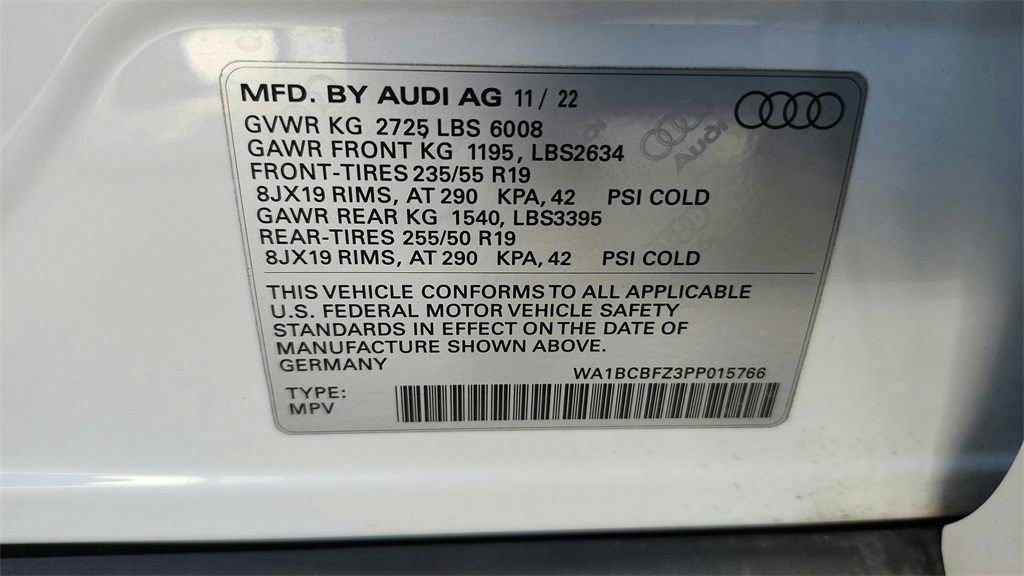 MFD. BY AUDI AG 11/ 22
GVWR KG 2725, LBS 6008
GAWR FRONT KG 1195, LBS2634
FRONT-TIRES 235/55 R19
8JX19 RIMS, AT 290 KPA, 42 PSI COLD
GAWR REAR KG 1540, LBS3395
REAR-TIRES 255/50 R19
8JX19 RIMS, AT 290 KPA, 42 PSI COLD
THIS VEHICLE CONFORMS TO ALL APPLICABLE
U.S. FEDERAL MOTOR VEHICLE SAFETY
STANDARDS IN EFFECT ON THE DATE OF
MANUFACTURE SHOWN ABOVE.
GERMANY
WA1BCBFZ3PP015766
TYPE:
MPV
Audi